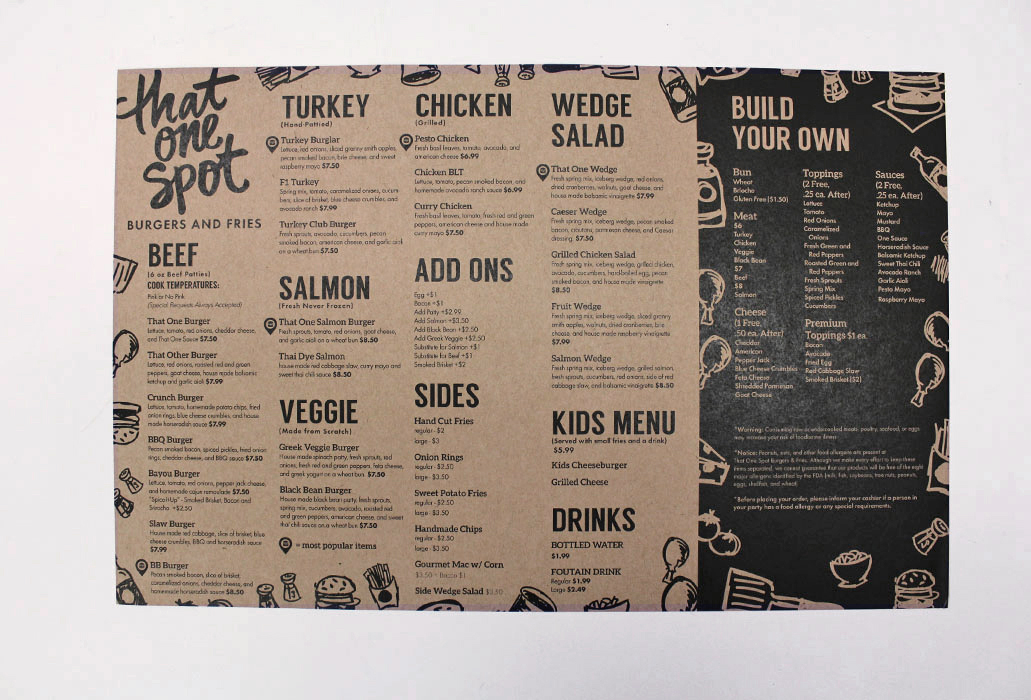 that
one
spot
BURGERS AND FRIES
BEEF
(6 oz Beef Patties)
COOK TEMPERATURES:
Pink or No Pink
(Special Requests Always Accepted)
That One Burger
Lettuce, tomato, red onions, cheddar cheese,
and That One Sauce $7.50
That Other Burger
Lettuce, red onions, roasted red and green
peppers, goat cheese, house made balsamic
ketchup and garlic aioli $7.99
Crunch Burger
Lettuce, tomato, homemade potato chips, fried
onion rings, blue cheese crumbles, and house
made horseradish sauce $7.99
BBQ Burger
Pecan smoked bacon, spiced pickles, fried onion
rings, cheddar cheese, and BBQ sauce $7.50
Bayou Burger
Lettuce, tomato, red onions, pepper jack cheese,
and homemade cajun remoulade $7.50
"Spice It Up" - Smoked Brisket, Bacon and
Sriracha +$2.50
Slaw Burger
House made red cabbage, slaw of brisket, blue
cheese crumbles, BBQ and horseradish sauce
$7.99
BB Burger
Pecan smoked bacon, slaw of brisket,
caramelized onions, cheddar cheese, and
homemade horseradish sauce $8.50
TURKEY
(Hand-Pattied)
Turkey Burglar
Lettuce, red onions, sliced granny smith apples,
pecan smoked bacon, brie cheese, and sweet
raspberry mayo $7.50
F1 Turkey
Spring mix, tomato, caramelized onions, cucum
bers, slice of brisket, blue cheese crumbles, and
avocado ranch $7.99
Turkey Club Burger
Fresh sprouts, avocado, cucumbers, pecan
smoked bacon, american cheese, and garlic aioli
on a wheat bun $7.50
SALMON
(Fresh Never Frozen)
That One Salmon Burger
Fresh sprouts, tomato, red onions, goat cheese,
and garlic aioli on a wheat bun $8.50
Thai Dye Salmon
house made red cabbage slaw, curry mayo and
sweet thai chili sauce $8.50
VEGGIE
(Made from Scratch)
Greek Veggie Burger
House made spinach patty, fresh sprouts, red
onions, fresh red and green peppers, feta cheese,
and greek yogurt on a wheat bun $7.50
Black Bean Burger
House made black bean patty, fresh sprouts,
spring mix, cucumbers, avocado, roasted red
and green peppers, american cheese, and sweet
thai chili sauce on a wheat bun $7.50
= most popular items
CHICKEN
(Grilled)
Pesto Chicken
Fresh basil leaves, tomato, avocado, and
american cheese $6.99
Chicken BLT
Lettuce, tomato, pecan smoked bacon, and
homemade avocado ranch sauce $6.99
Curry Chicken
Fresh basil leaves, tomato, fresh red and green
peppers, american cheese and house made
curry mayo $7.50
ADD ONS
Egg +$1
Bacon +$1
Add Patty +$2.99
Add Salmon +$3.50
Add Black Bean +$2.50
Add Greek Veggie +$2.50
Substitute for Salmon +$1
Substitute for Beef +$1
Smoked Brisket +$2
SIDES
Hand Cut Fries
regular - $2
large - $3
Onion Rings
regular - $2.50
large - $3.50
Sweet Potato Fries
regular - $2.50
large - $3.50
Handmade Chips
regular - $2.50
large - $3.50
Gourmet Mac w/ Corn
$3.50 + Bacon $1
Side Wedge Salad $3.50
WEDGE
SALAD
That One Wedge
Fresh spring mix, iceberg wedge, red onions,
dried cranberries, walnuts, goat cheese, and
house made balsamic vinaigrette $7.99
Caeser Wedge
Fresh spring mix, iceberg wedge, pecan smoked
bacon, croutons, parmesan cheese, and Caesar
dressing $7.50
Grilled Chicken Salad
Fresh spring mix, iceberg wedge, grilled chicken,
avocado, cucumbers, hard-boiled egg, pecan
smoked bacon, and house made vinaigrette
$8.50
Fruit Wedge
Fresh spring mix, iceberg wedge, sliced granny
smith apples, walnuts, dried cranberries, brie
cheese, and house made raspberry vinaigrette
$7.99
Salmon Wedge
Fresh spring mix, iceberg wedge, grilled salmon,
fresh sprouts, cucumbers, red onions, side of red
cabbage slaw, and balsamic vinaigrette $8.50
KIDS MENU
(Served with small fries and a drink)
$5.99
Kids Cheeseburger
Grilled Cheese
DRINKS
BOTTLED WATER
$1.99
FOUTAIN DRINK
Regular $1.99
Large $2.49
BUILD
YOUR OWN
Bun
Wheat
Brioche
Gluten Free ($1.50)
Meat
$6
Turkey
Chicken
Veggie
Black Bean
$7
Beef
$8
Salmon
Cheese
(1 Free,
.50 ea. After)
Cheddar
American
Pepper Jack
Blue Cheese Crumbles
Feta Cheese
Shredded Parmesan
Goat Cheese
Toppings
(2 Free,
.25 ea. After)
Lettuce
Tomato
Red Onions
Caramelized
Onions
Fresh Green and
Red Peppers
Roasted Green and
Red Peppers
Fresh Sprouts
Spring Mix
Spiced Pickles
Cucumbers
Premium
Toppings $1 ea.
Bacon
Avocado
Fried Egg
Red Cabbage Slaw
Smoked Brisket ($2)
Sauces
(2 Free,
.25 ea. After)
Ketchup
Mayo
Mustard
BBQ
One Sauce
Horseradish Sauce
Balsamic Ketchup
Sweet Thai Chili
Avocado Ranch
Garlic Aioli
Pesto Mayo
Raspberry Mayo
*Warning: Consuming raw or undercooked meats, poultry, seafood, or eggs
may increase your risk of foodborne illness.
*Notice: Peanuts, nuts, and other food allergens are present at
That One Spot Burgers & Fries. Although we make every effort to keep these
items separated, we cannot guarantee that our products will be free of the eight
major allergens identified by the FDA (milk, fish, soybeans, tree nuts, peanuts,
eggs, shellfish, and wheat)
*Before placing your order, please inform your cashier if a person in
your party has a food allergy or any special requirements.